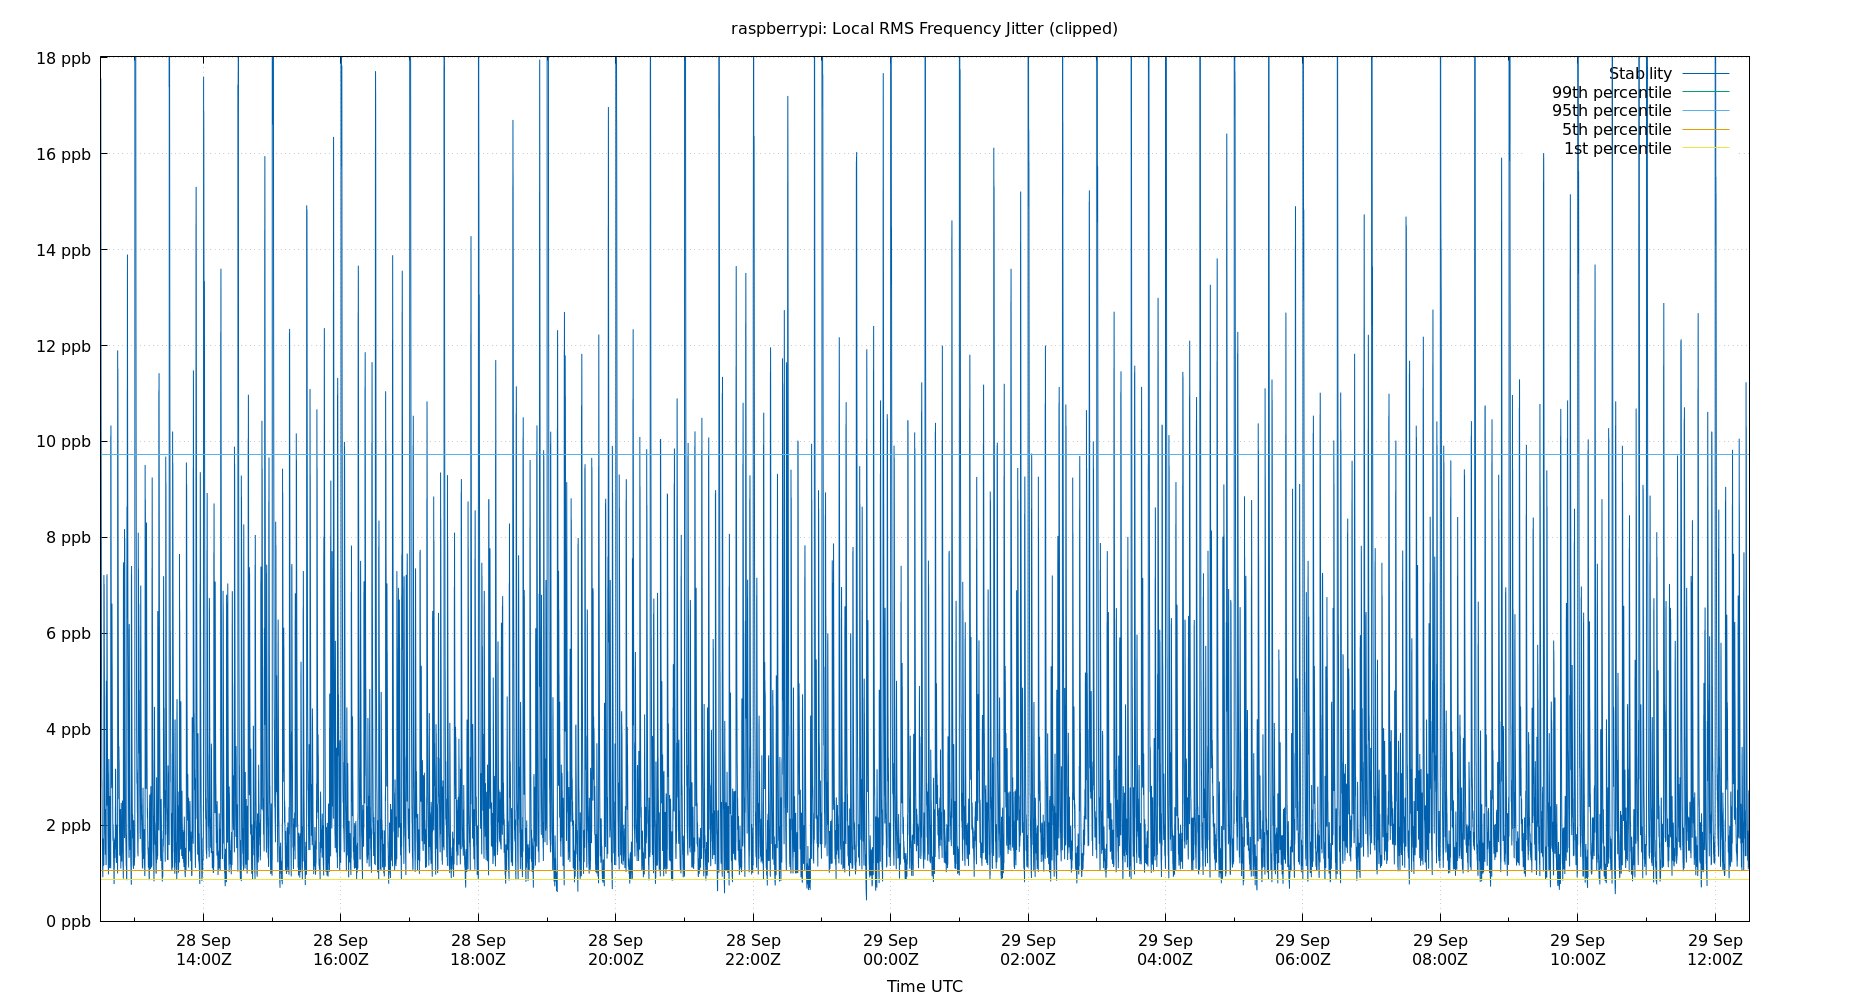 raspberrypi: Local RMS Frequency Jitter (clipped)
18 ppb
16 ppb
14 ppb
12 ppb
10 ppb
8 ppb
6 ppb
4 ppb
2 ppb
0 ppb
Stability
99th percentile
95th percentile
5th percentile
1st percentile
28 Sep 28 Sep 28 Sep 28 Sep 28 Sep 29 Sep 29 Sep 29 Sep 29 Sep 29 Sep 29 Sep 29 Sep
14:00Z 16:00Z 18:00Z 20:00Z 22:00Z 00:00Z 02:00Z 04:00Z 06:00Z 08:00Z 10:00Z 12:00Z
Time UTC